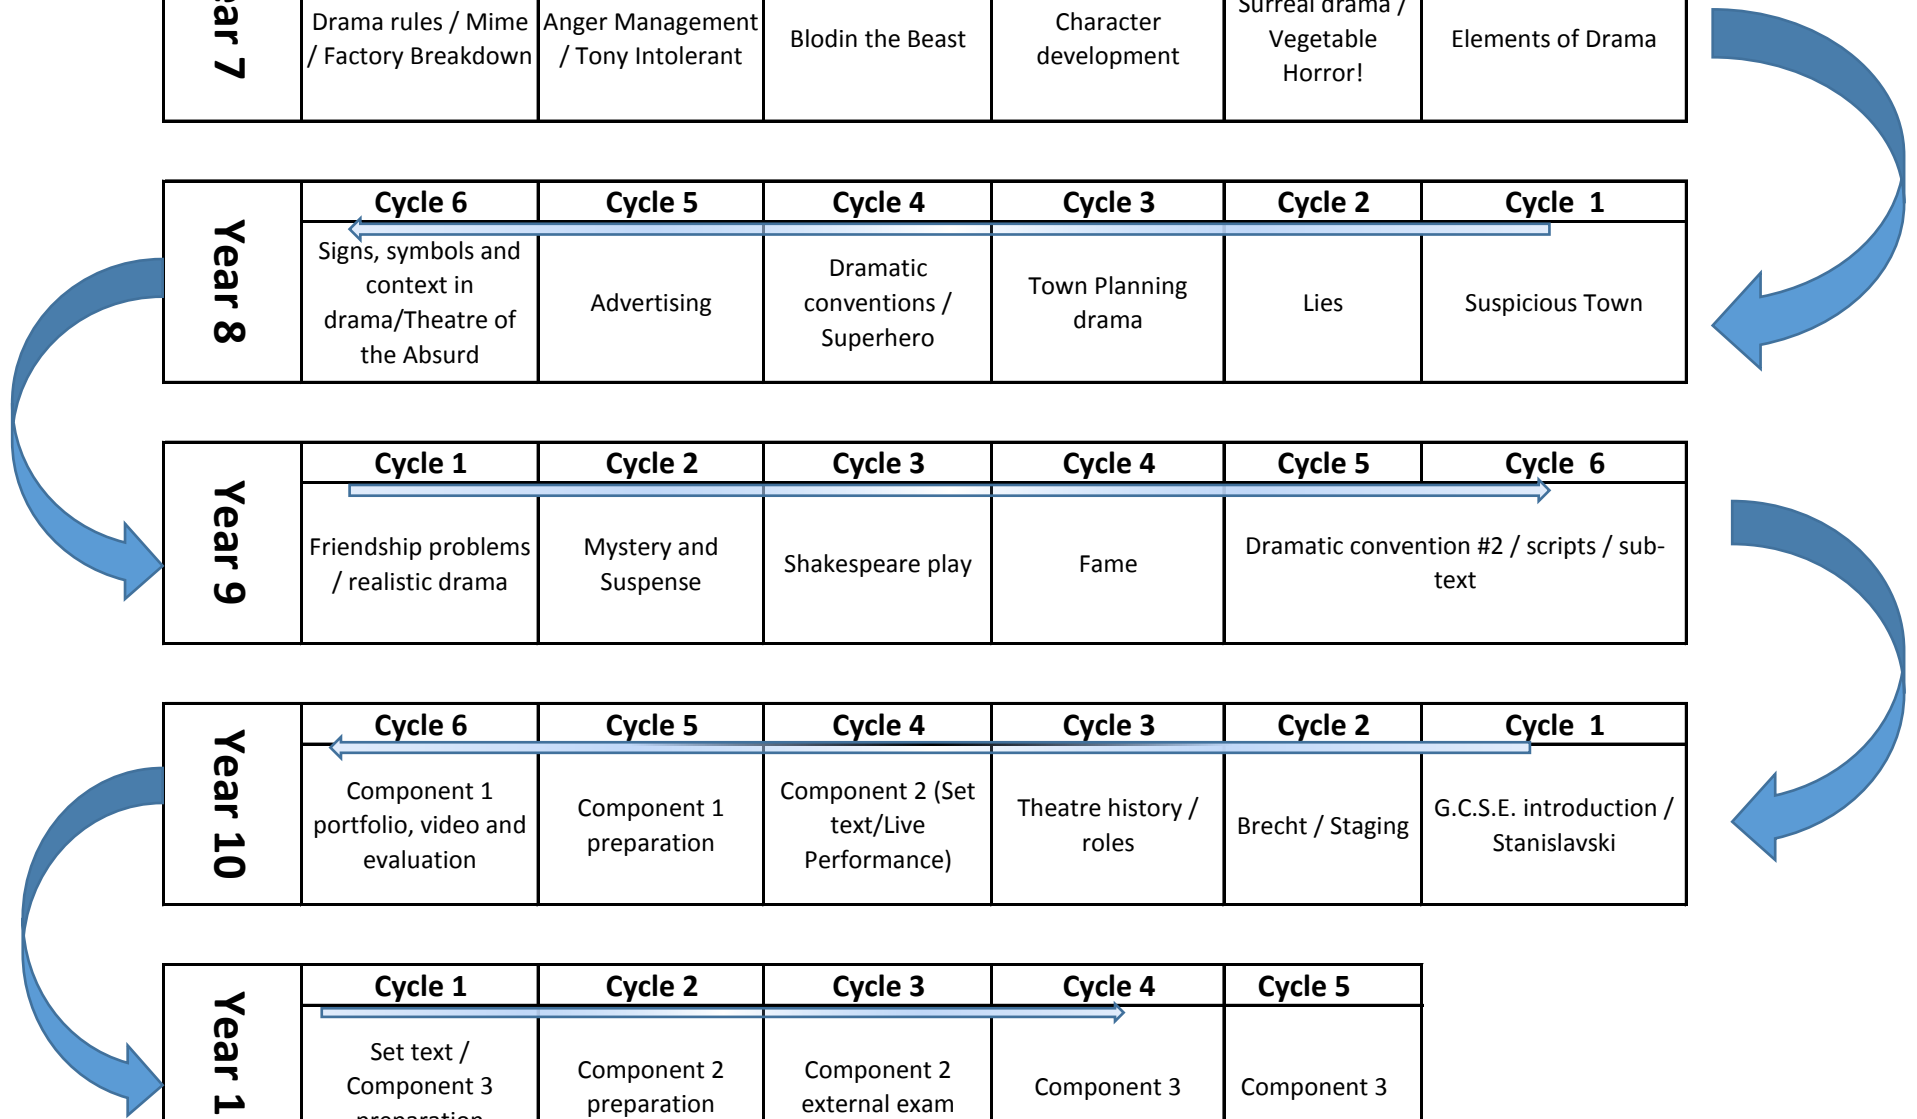 ar 7
Drama rules / Mime
/ Factory Breakdown
Anger Management
/ Tony Intolerant
Blodin the Beast
Character
development
Surreal drama /
Vegetable
Horror!
Elements of Drama
Year 8
Cycle 6
Cycle 5
Cycle 4
Cycle 3
Cycle 2
Cycle 1
Signs, symbols and
context in
drama/Theatre of
the Absurd
Advertising
Dramatic
conventions /
Superhero
Town Planning
drama
Lies
Suspicious Town
Year 9
Cycle 1
Cycle 2
Cycle 3
Cycle 4
Cycle 5
Cycle 6
Friendship problems
/ realistic drama
Mystery and
Suspense
Shakespeare play
Fame
Dramatic convention #2 / scripts / sub-
text
Year 10
Cycle 6
Cycle 5
Cycle 4
Cycle 3
Cycle 2
Cycle 1
Component 1
portfolio, video and
evaluation
Component 1
preparation
Component 2 (Set
text/Live
Performance)
Theatre history /
roles
Brecht / Staging
G.C.S.E. introduction /
Stanislavski
Year 1
Cycle 1
Cycle 2
Cycle 3
Cycle 4
Cycle 5
Set text /
Component 3
preparation
Component 2
preparation
Component 2
external exam
Component 3
Component 3